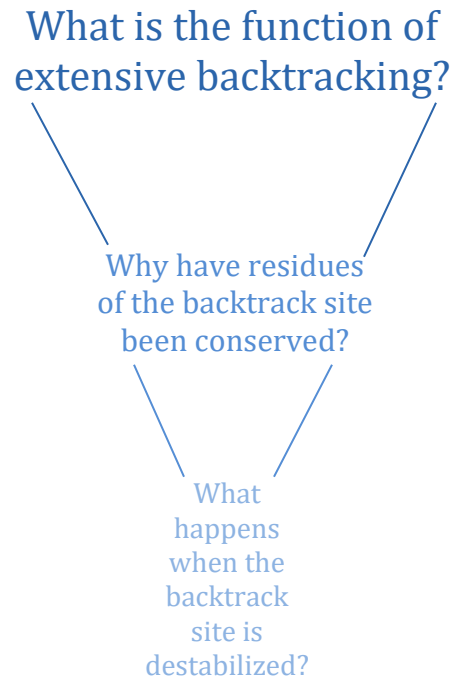 What is the function of
extensive backtracking?
Why have residues
of the backtrack site
been conserved?
What
happens
when the
backtrack
site is
destabilized?